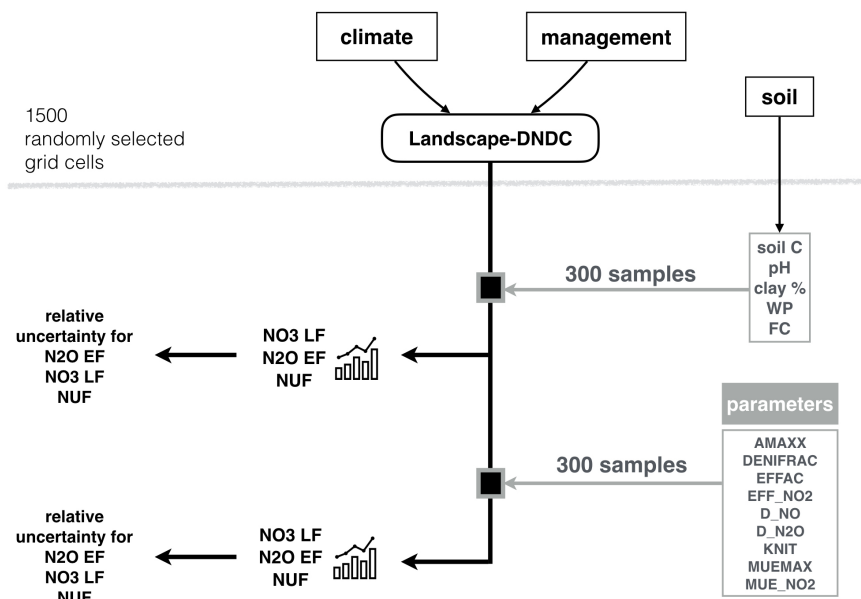 climate
management
soil
1500
randomly selected
grid cells
Landscape-DNDC
soil C
pH
clay %
WP
FC
300 samples
relative
uncertainty for
N2O EF
NO3 LF
NUF
NO3 LF
N2O EF
NUF
parameters
AMAXX
DENIFRAC
EFFAC
EFF_NO2
D_NO
D_N2O
KNIT
MUEMAX
MUE_NO2
300 samples
relative
uncertainty for
N2O EF
NO3 LF
NUF
NO3 LF
N2O EF
NUF